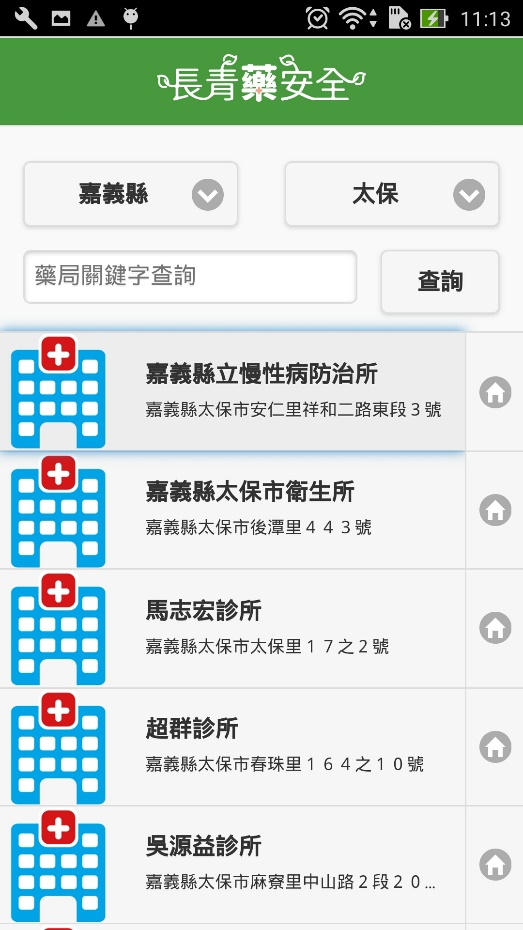 11:13
長青藥安全
嘉義縣
太保
藥局關鍵字查詢
查詢
嘉義縣立慢性病防治所
嘉義縣太保市安仁里祥和二路東段３號
嘉義縣太保市衛生所
嘉義縣太保市後潭里４４３號
馬志宏診所
嘉義縣太保市太保里１７之２號
超群診所
嘉義縣太保市春珠里１６４之１０號
吳源益診所
嘉義縣太保市麻寮里中山路２段２０...